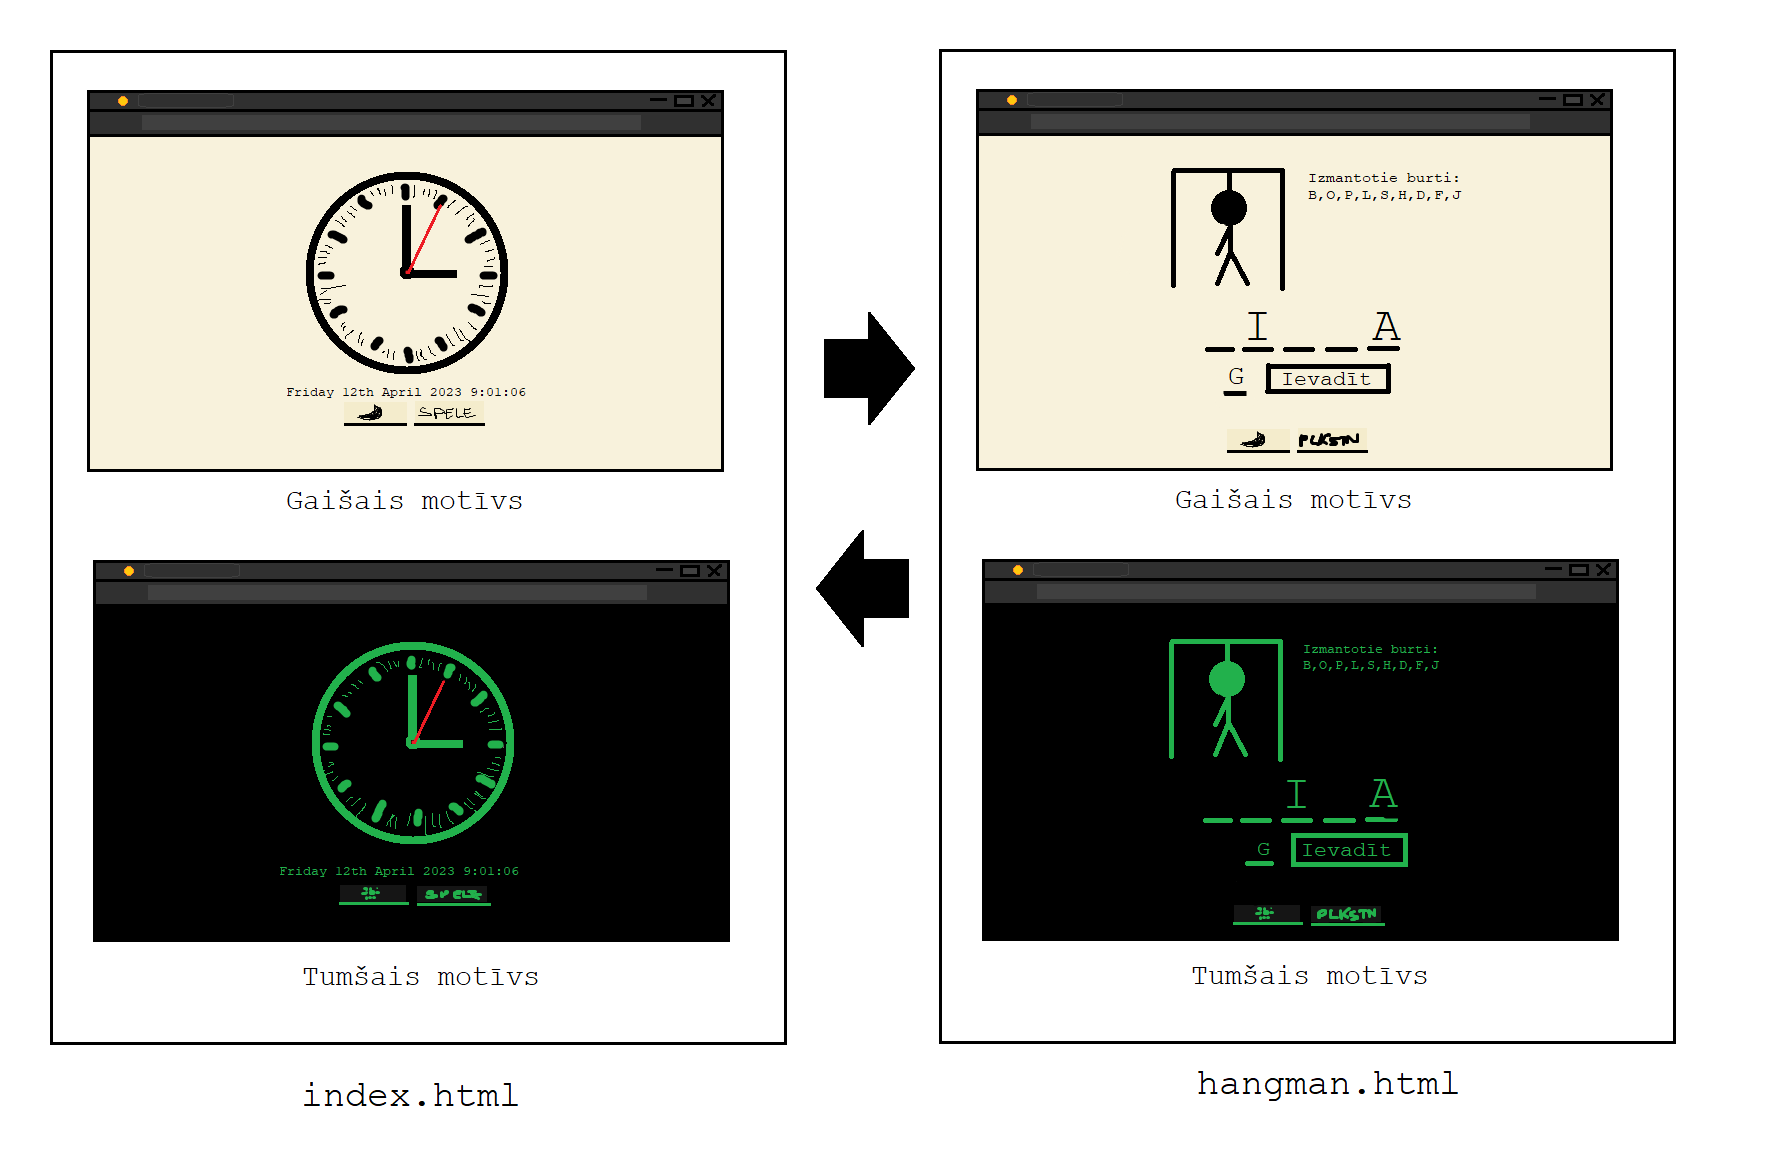 Friday 12th April 2023 9:01:06
SPELE
Gaišais motīvs
Friday 12th April 2023 9:01:06
SPELE
Tumšais motīvs
index.html
Izmantotie burti:
B,O,P,L,S,H,D,F,J
I A
G Ievadīt
PLKSTN
Gaišais motīvs
Izmantotie burti:
B,O,P,L,S,H,D,F,J
I A
G Ievadīt
PLKSTN
Tumšais motīvs
hangman.html